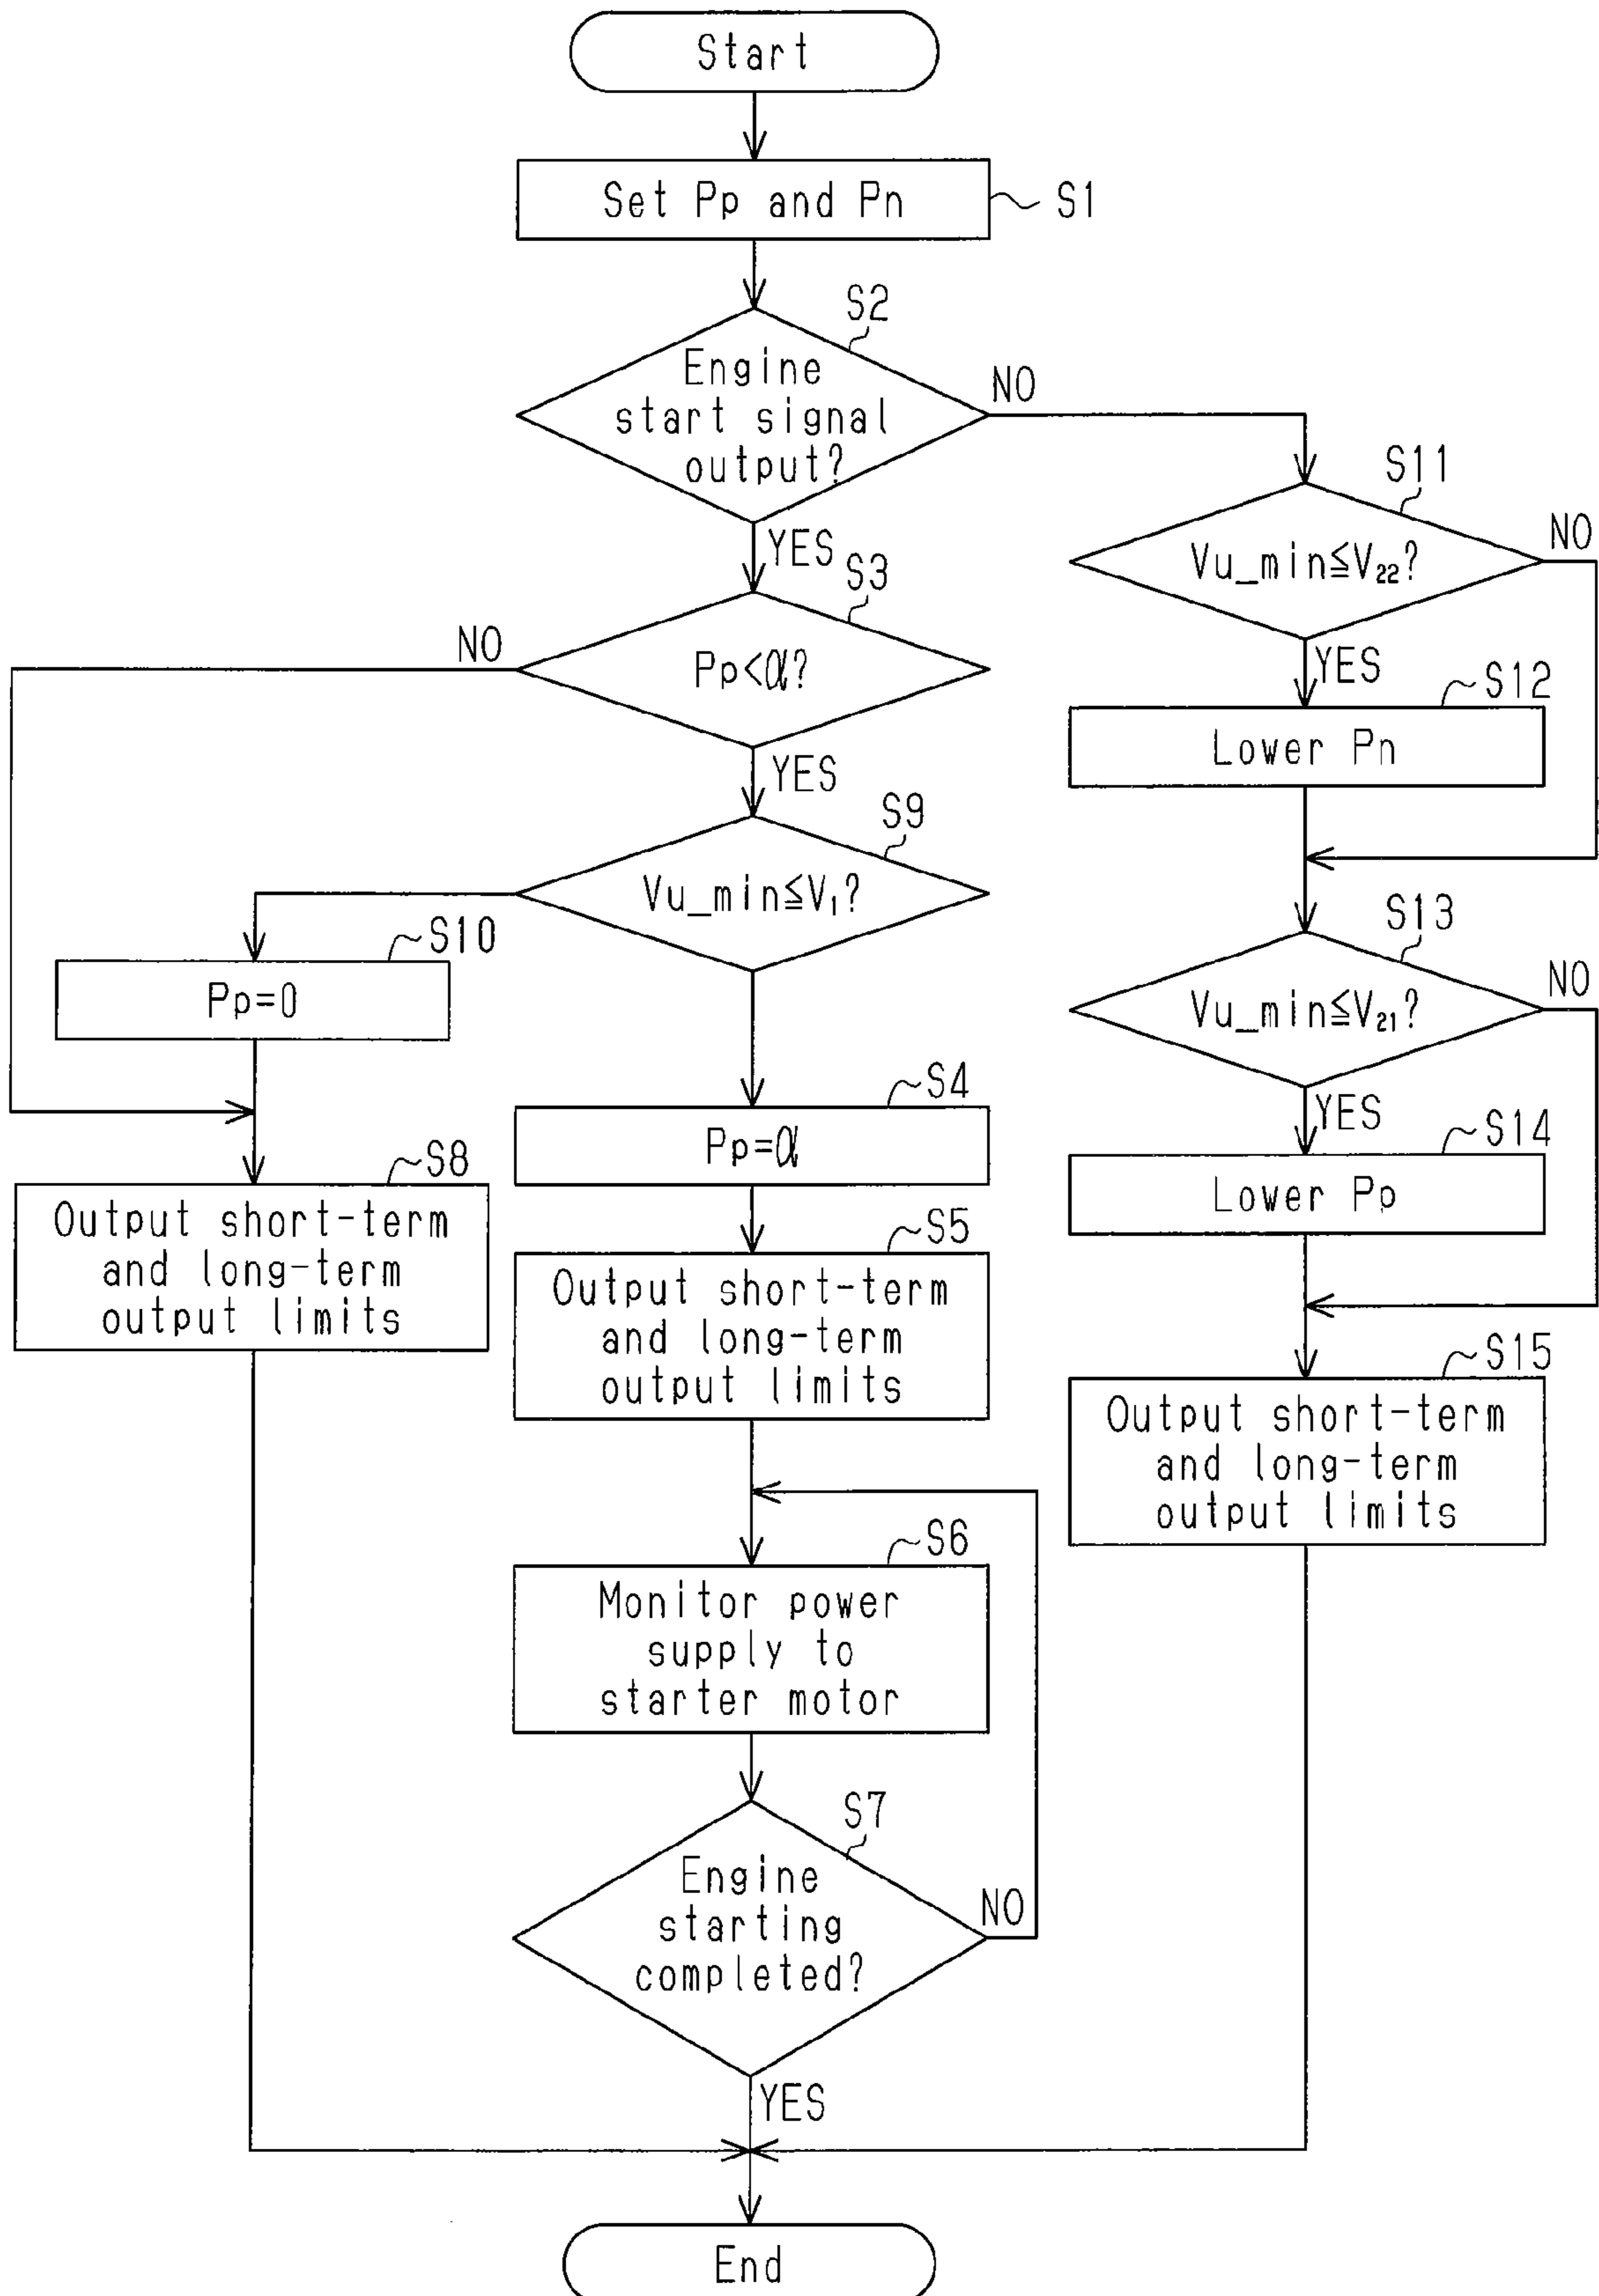 Start
Set Pp and Pn
S1
S2
Engine
start signal
output?
NO
YES
S11
Vu_min≦V₂₂?
NO
YES
S3
Pp<α?
NO
YES
S12
Lower Pn
S9
Vu_min≦V₁?
S10
Pp=0
S13
Vu_min≦V₂₁?
NO
YES
S4
Pp=α
S14
Lower Pp
S8
Output short-term
and long-term
output limits
S5
Output short-term
and long-term
output limits
S15
Output short-term
and long-term
output limits
S6
Monitor power
supply to
starter motor
S7
Engine
starting
completed?
NO
YES
End